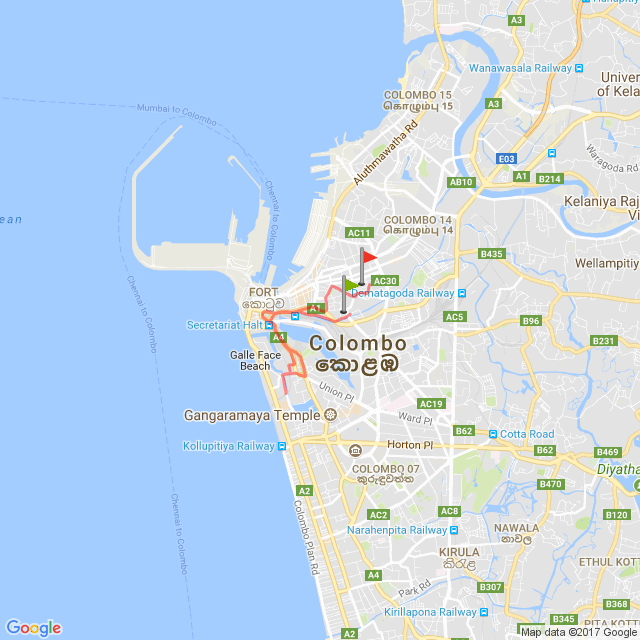 A3
Hanuping
Wanawasala Railway
COLOMBO 15
கொழும்பு 15
Univer
of Kela
A3
Mumbai to Colombo
Aluthmawatha Rd
Waragoda Rd
E03
A1
B214
AB10
Chennai to Colombo
Kelaniya Raj
Vi
ean
COLOMBO 14
கொழும்பு 14
AC11
B435
Wellampitiy
AC30
FORT
කොටුව
Dematagoda Railway
A1
AC5
B96
Secretariat Halt
A4
Colombo
කොළඹ
B231
Galle Face
Beach
Chennai to Colombo
Union Pl
AC19
Gangaramaya Temple
Ward Pl
B62
Cotta Road
Kollupitiya Railway
Horton Pl
B62
B469
COLOMBO 07
කුරුඳුවත්ත
Diyatha
B470
A2
Chennai to Colombo
Colombo Plan Rd
AC2
AC8
B120
Narahenpita Railway
NAWALA
නාවල
B345
KIRULA
කිරුළ
ETHUL KOTT
A4
Park Rd
B307
B368
Kirillapona Railway
A2
PITA KOTT
Google
Map data ©2017 Google